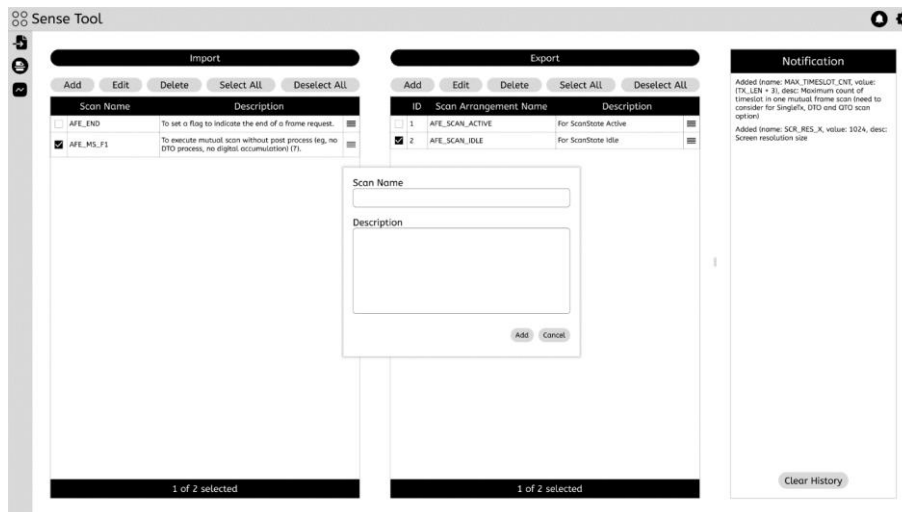 Sense Tool
Import
Add Edit Delete Select All Deselect All
Scan Name Description
AFE_END To set a flag to indicate the end of a frame request.
AFE_MS_F1 To execute mutual scan without post process (eg, no
DTO process, no digital accumulation) (?).
1 of 2 selected
Export
Add Edit Delete Select All Deselect All
ID Scan Arrangement Name Description
1 AFE_SCAN_ACTIVE For ScanState Active
2 AFE_SCAN_IDLE For ScanState Idle
1 of 2 selected
Scan Name
Description
Add Cancel
Notification
Added (name: MAX_TIMESLOT_CNT, value:
(TX_LEN + 3), desc: Maximum count of
timeslot in one mutual frame scan (need to
consider for SingleTx, DTO and QTO scan
option)
Added (name: SCR_RES_X, value: 1024, desc:
Screen resolution size
Clear History